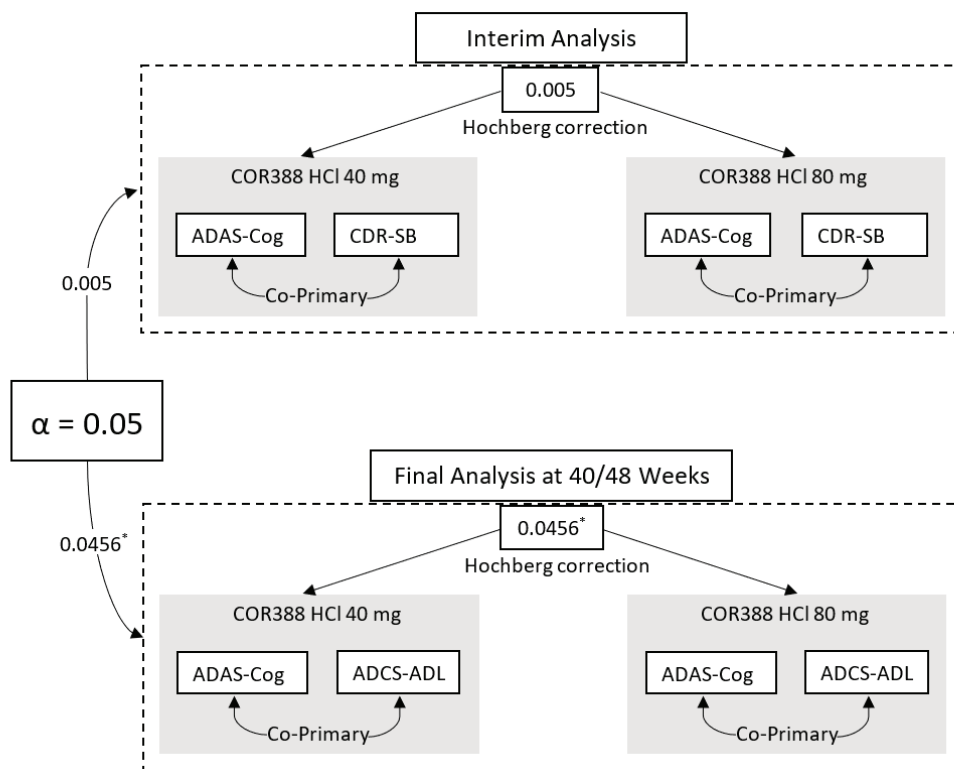 Interim Analysis
0.005
Hochberg correction
COR388 HCl 40 mg
COR388 HCl 80 mg
ADAS-Cog
CDR-SB
ADAS-Cog
CDR-SB
Co-Primary
Co-Primary
0.005
α = 0.05
Final Analysis at 40/48 Weeks
0.0456*
0.0456*
Hochberg correction
COR388 HCl 40 mg
COR388 HCl 80 mg
ADAS-Cog
ADCS-ADL
ADAS-Cog
ADCS-ADL
Co-Primary
Co-Primary